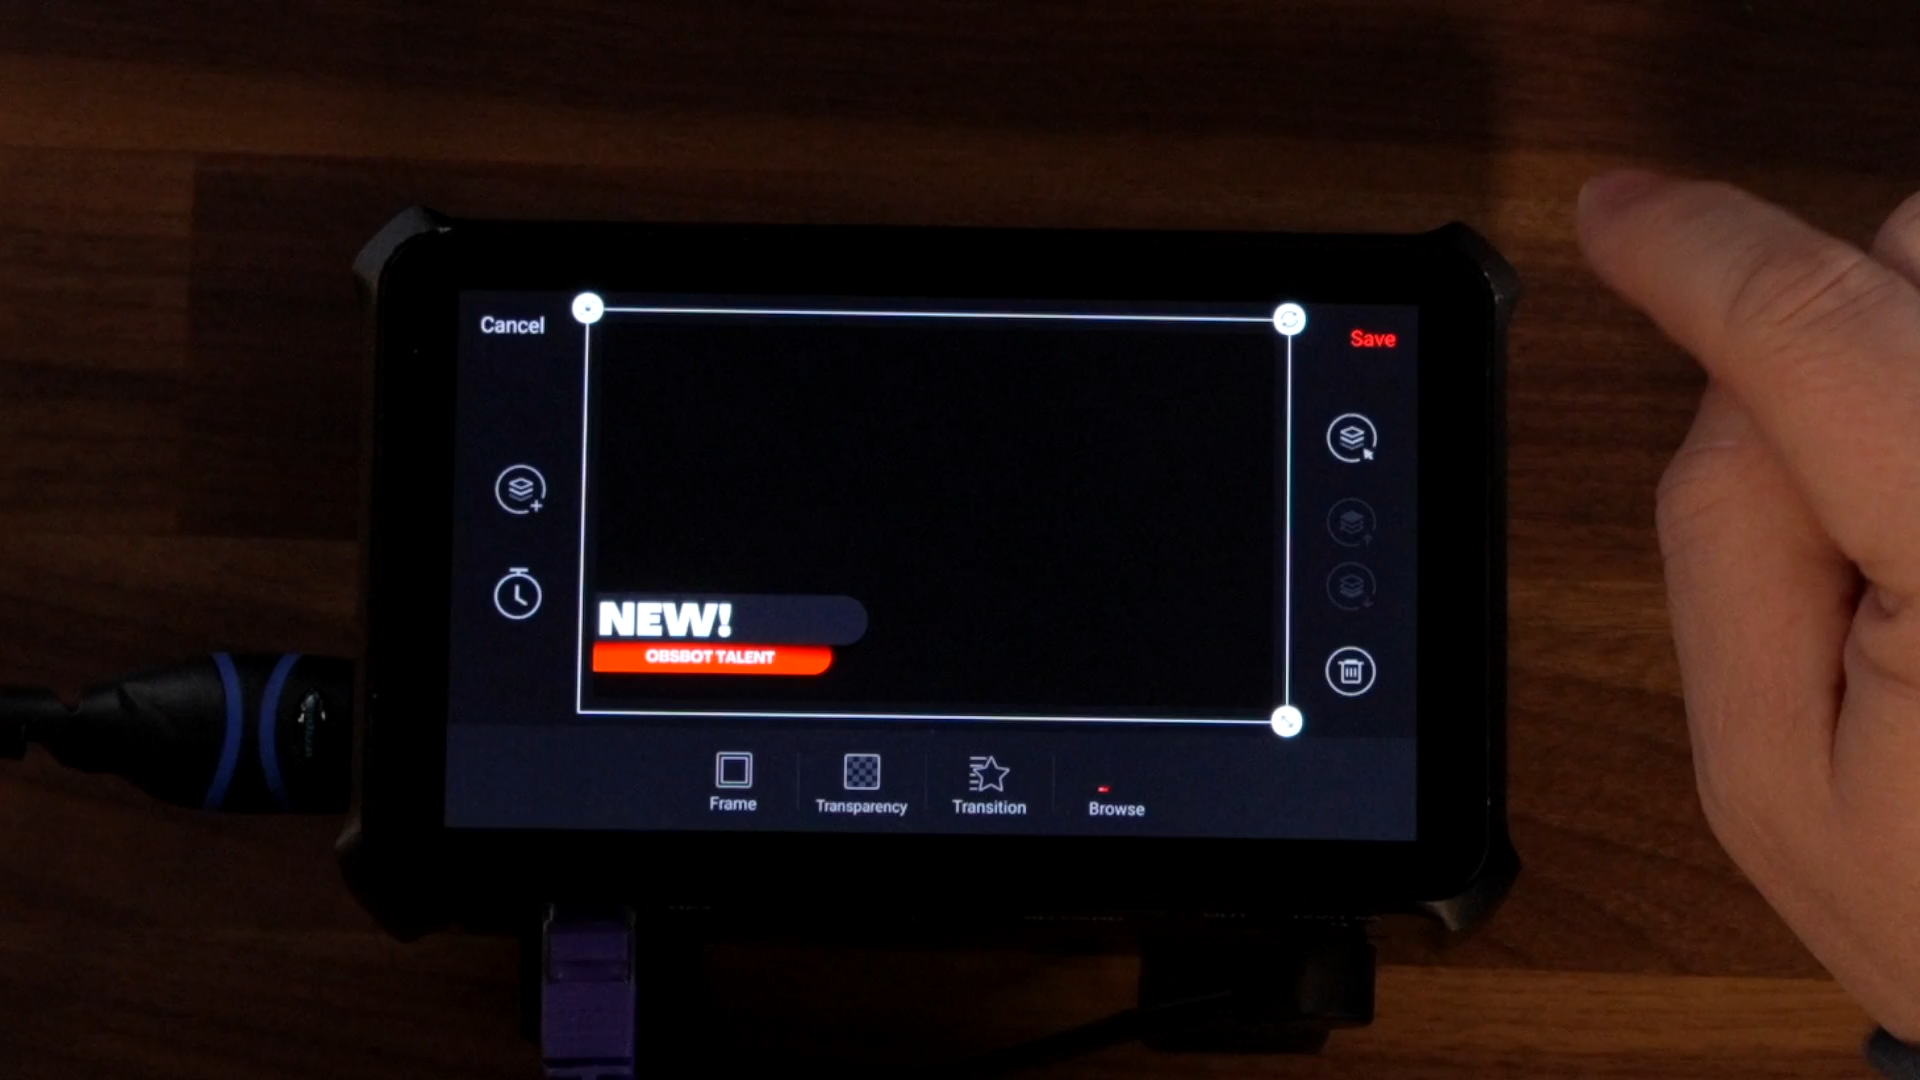 Cancel
Save
NEW!
OBSBOT TALENT
Frame
Transparency
Transition
Browse